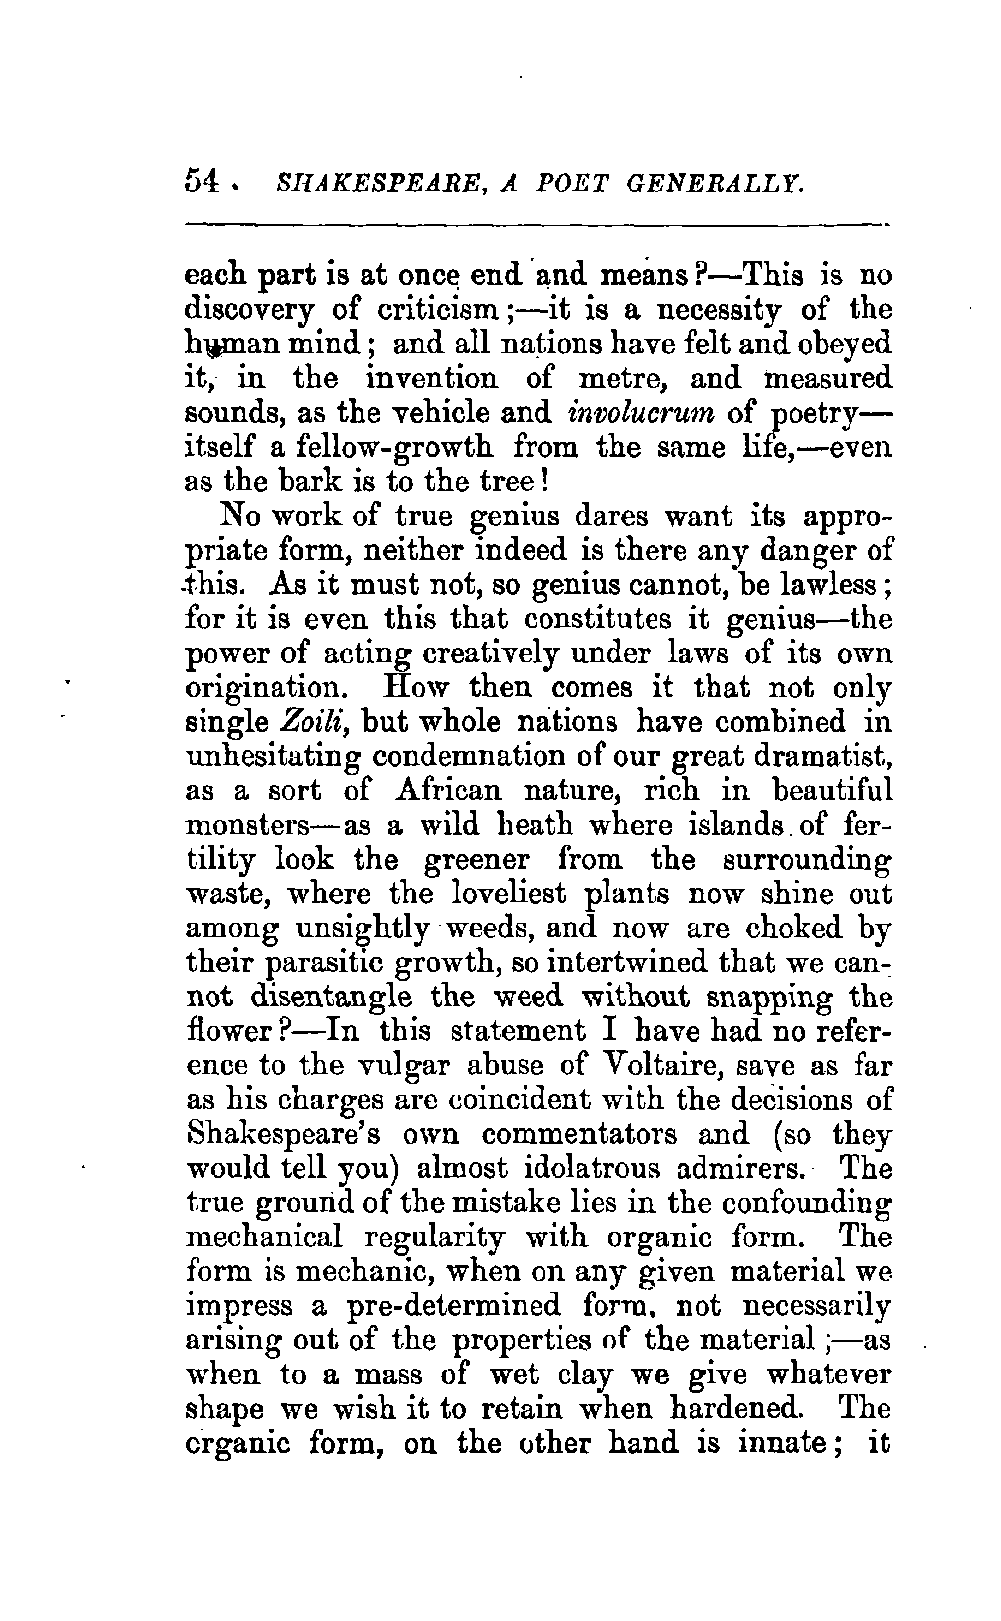 54 . SHAKESPEARE, A POET GENERALLY.
each part is at once end and means?—This is no
discovery of criticism;—it is a necessity of the
human mind; and all nations have felt and obeyed
it, in the invention of metre, and measured
sounds, as the vehicle and involucrum of poetry—
itself a fellow-growth from the same life,—even
as the bark is to the tree!
No work of true genius dares want its appro-
priate form, neither indeed is there any danger of
this. As it must not, so genius cannot, be lawless;
for it is even this that constitutes it genius—the
power of acting creatively under laws of its own
origination. How then comes it that not only
single Zoili, but whole nations have combined in
unhesitating condemnation of our great dramatist,
as a sort of African nature, rich in beautiful
monsters—as a wild heath where islands of fer-
tility look the greener from the surrounding
waste, where the loveliest plants now shine out
among unsightly weeds, and now are choked by
their parasitic growth, so intertwined that we can-
not disentangle the weed without snapping the
flower?—In this statement I have had no refer-
ence to the vulgar abuse of Voltaire, save as far
as his charges are coincident with the decisions of
Shakespeare's own commentators and (so they
would tell you) almost idolatrous admirers. The
true ground of the mistake lies in the confounding
mechanical regularity with organic form. The
form is mechanic, when on any given material we
impress a pre-determined form, not necessarily
arising out of the properties of the material;—as
when to a mass of wet clay we give whatever
shape we wish it to retain when hardened. The
organic form, on the other hand is innate; it